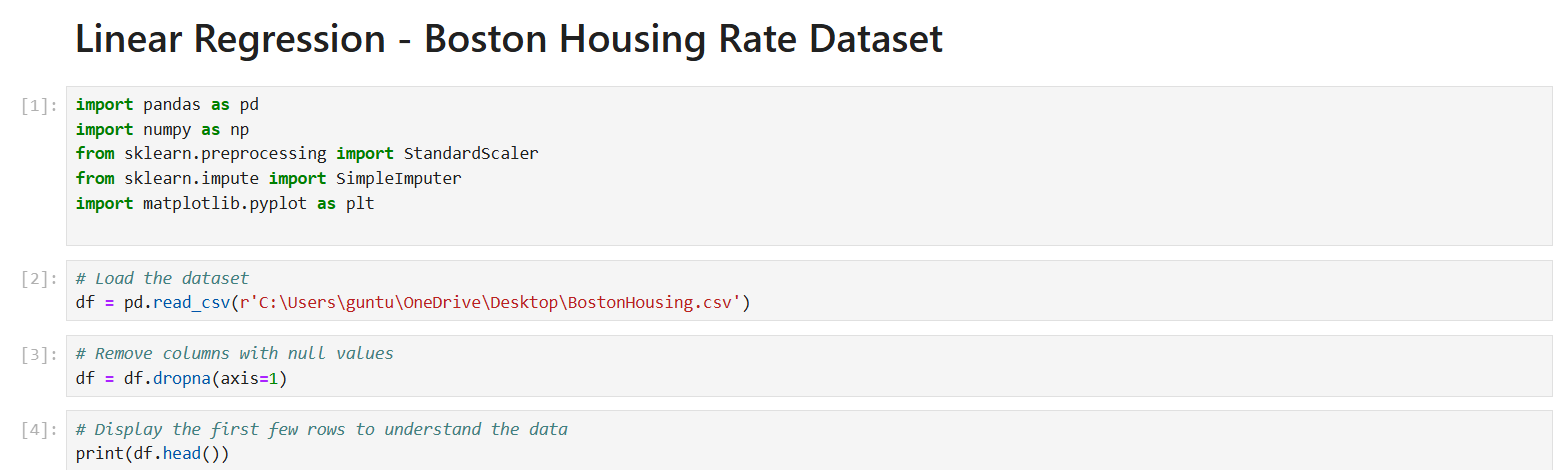 Linear Regression - Boston Housing Rate Dataset
[1]:
import pandas as pd
import numpy as np
from sklearn.preprocessing import StandardScaler
from sklearn.impute import SimpleImputer
import matplotlib.pyplot as plt
[2]:
# Load the dataset
df = pd.read_csv(r'C:\Users\guntu\OneDrive\Desktop\BostonHousing.csv')
[3]:
# Remove columns with null values
df = df.dropna(axis=1)
[4]:
# Display the first few rows to understand the data
print(df.head())